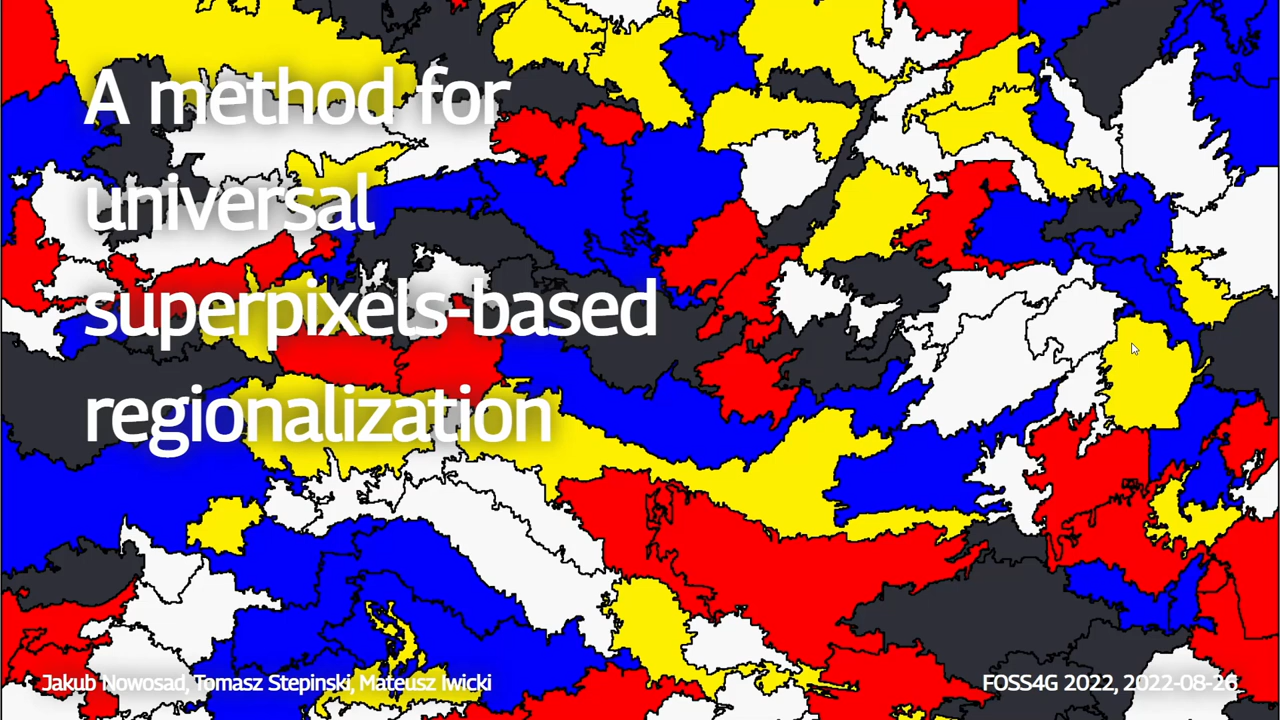 A method for
universal
superpixels-based
regionalization
Jakub Nowosad, Tomasz Stepinski, Mateusz Iwicki
FOSS4G 2022, 2022-08-26